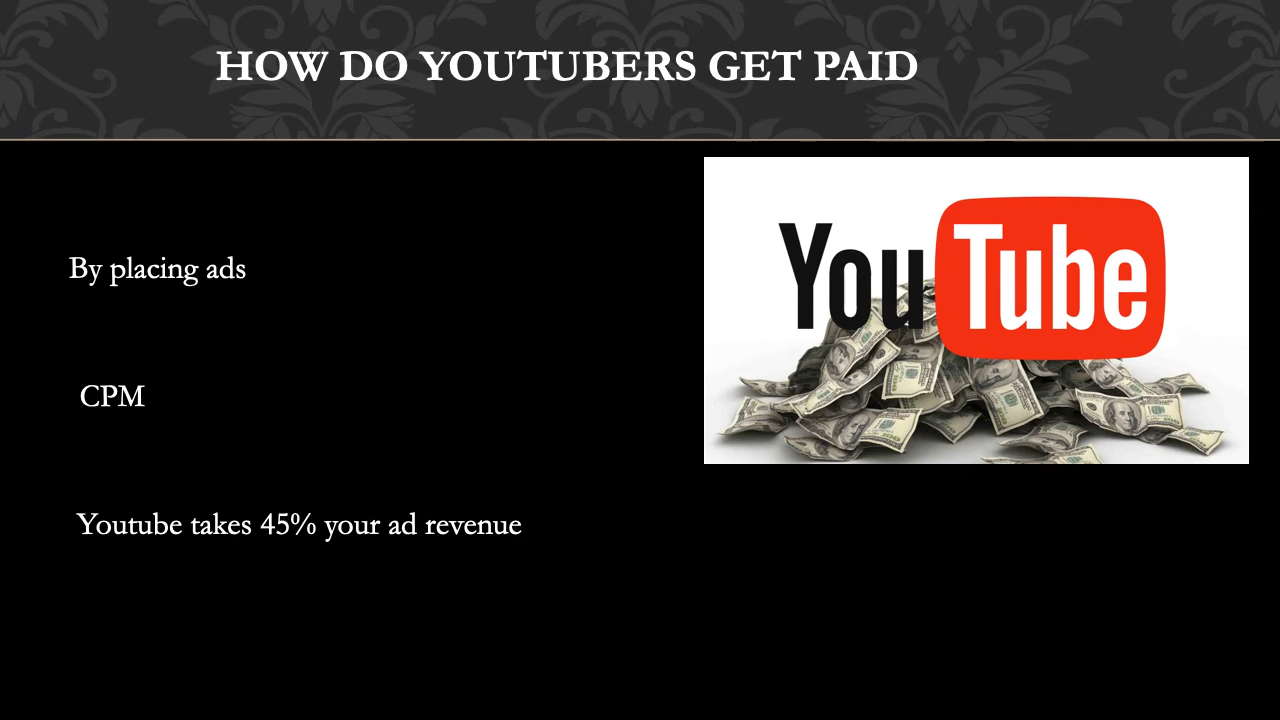 HOW DO YOUTUBERS GET PAID
By placing ads
YouTube
CPM
Youtube takes 45% your ad revenue